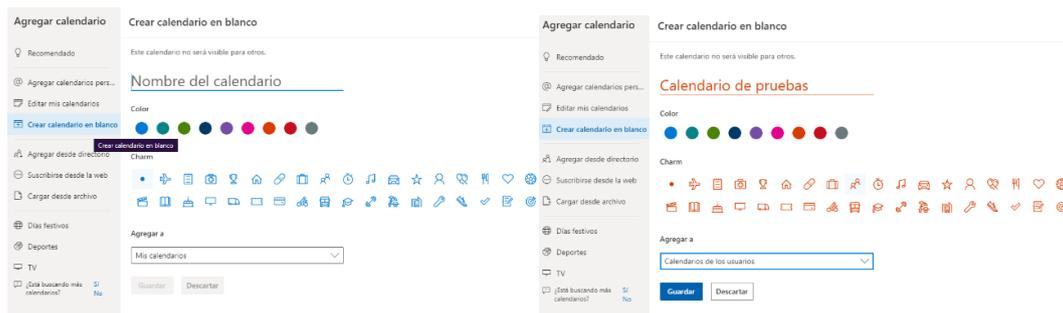 Agregar calendario
Recomendado
Agregar calendarios pers...
Editar mis calendarios
Crear calendario en blanco
Crear calendario en blanco
Agregar desde directorio
Suscribirse desde la web
Cargar desde archivo
Días festivos
Deportes
TV
¿Está buscando más calendarios?
Sí
No
Crear calendario en blanco
Este calendario no será visible para otros.
Nombre del calendario
Color
Charm
Agregar a
Mis calendarios
Guardar
Descartar
Agregar calendario
Recomendado
Agregar calendarios pers...
Editar mis calendarios
Crear calendario en blanco
Agregar desde directorio
Suscribirse desde la web
Cargar desde archivo
Días festivos
Deportes
TV
¿Está buscando más calendarios?
Sí
No
Crear calendario en blanco
Este calendario no será visible para otros.
Calendario de pruebas
Color
Charm
Agregar a
Calendarios de los usuarios
Guardar
Descartar